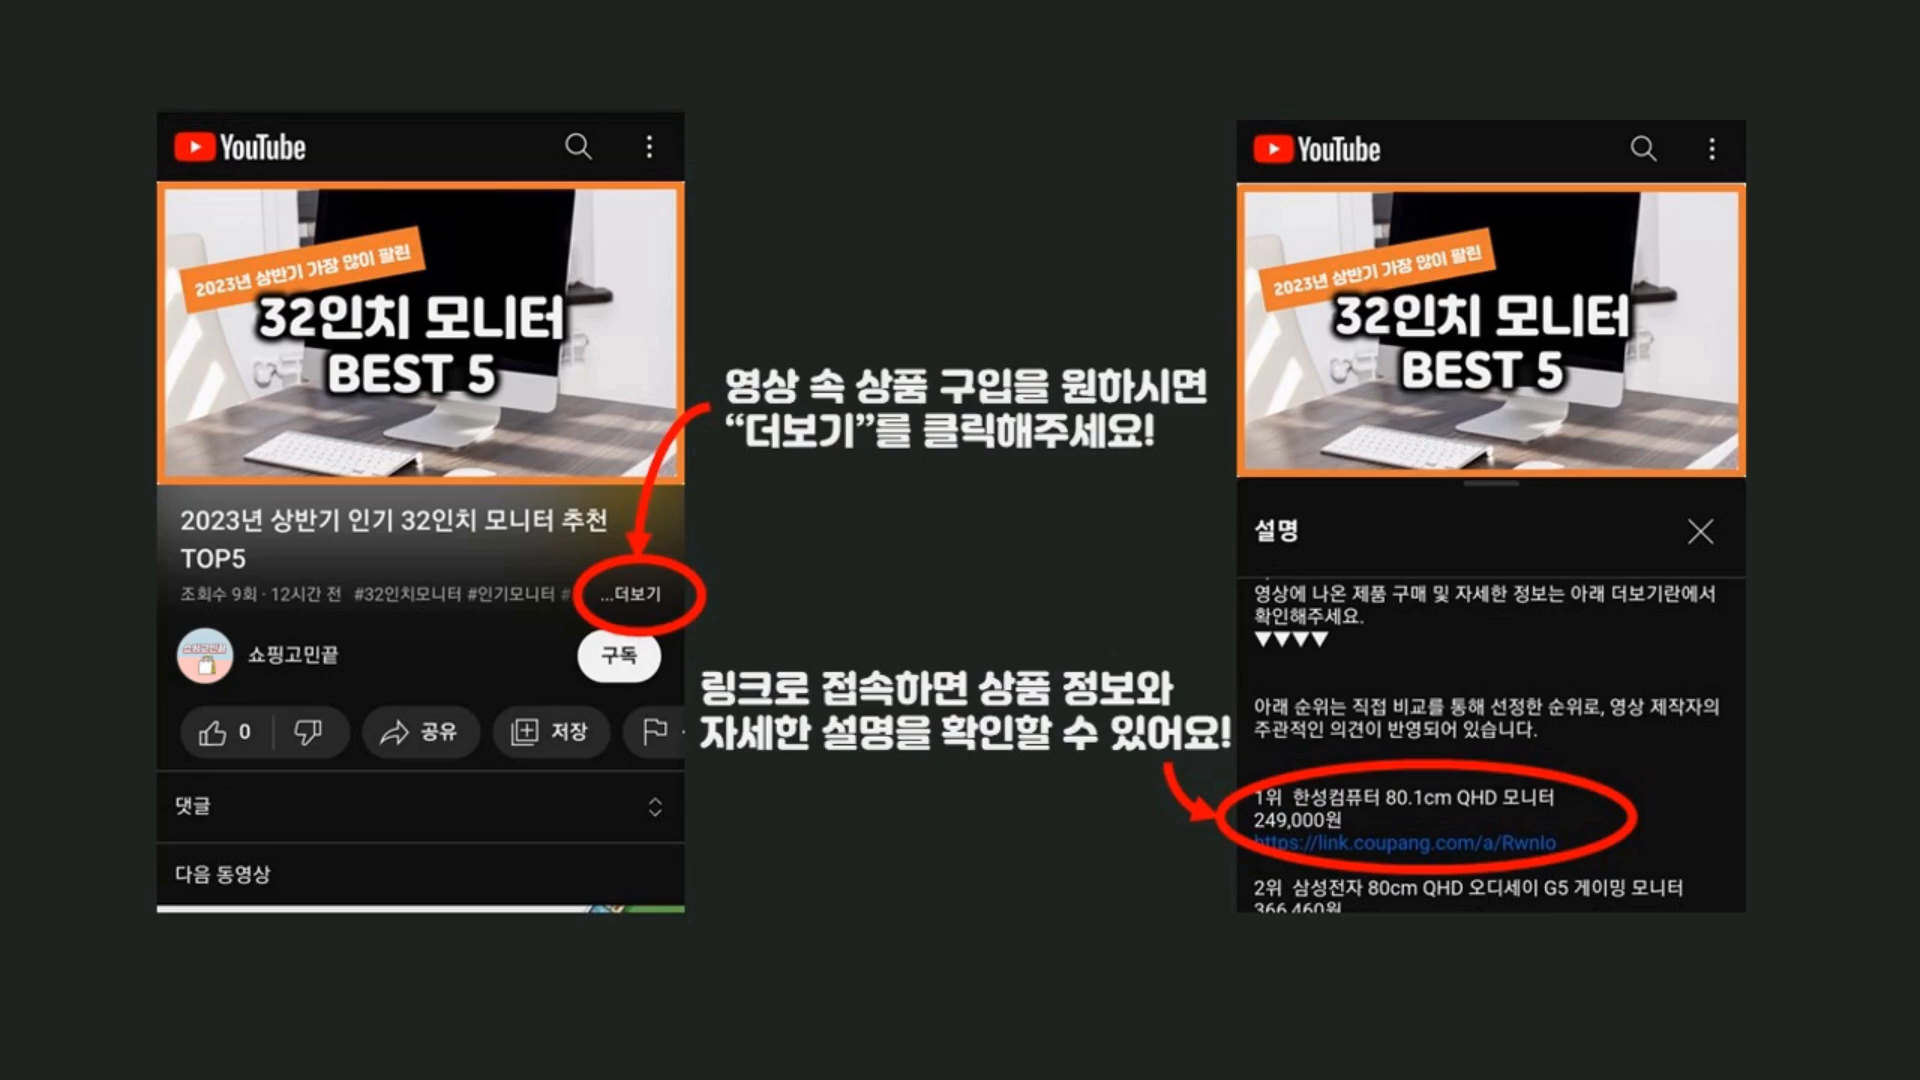 YouTube
2023년 상반기 가장 많이 팔린
32인치 모니터
BEST 5
2023년 상반기 인기 32인치 모니터 추천
TOP5
조회수 9회 · 12시간 전 #32인치모니터 #인기모니터 # ...더보기
쇼핑고민끝
쇼핑고민끝
구독
0
공유
저장
댓글
다음 동영상
영상 속 상품 구입을 원하시면
“더보기”를 클릭해주세요!
링크로 접속하면 상품 정보와
자세한 설명을 확인할 수 있어요!
YouTube
2023년 상반기 가장 많이 팔린
32인치 모니터
BEST 5
설명
영상에 나온 제품 구매 및 자세한 정보는 아래 더보기란에서
확인해주세요.
▼▼▼▼
아래 순위는 직접 비교를 통해 선정한 순위로, 영상 제작자의
주관적인 의견이 반영되어 있습니다.
1위 한성컴퓨터 80.1cm QHD 모니터
249,000원
https://link.coupang.com/a/RwnIo
2위 삼성전자 80cm QHD 오디세이 G5 게이밍 모니터
366,460원